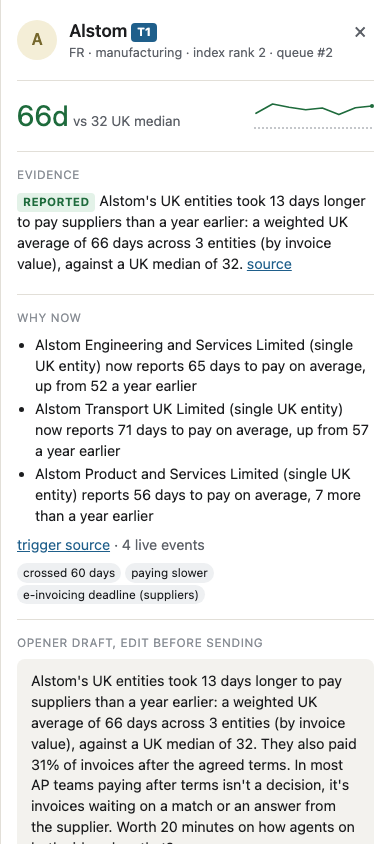 A
Alstom T1
FR · manufacturing · index rank 2 · queue #2
66d vs 32 UK median
EVIDENCE
REPORTED Alstom's UK entities took 13 days longer
to pay suppliers than a year earlier: a weighted UK
average of 66 days across 3 entities (by invoice
value), against a UK median of 32. source
WHY NOW
• Alstom Engineering and Services Limited (single
UK entity) now reports 65 days to pay on average,
up from 52 a year earlier
• Alstom Transport UK Limited (single UK entity)
now reports 71 days to pay on average, up from 57
a year earlier
• Alstom Product and Services Limited (single UK
entity) reports 56 days to pay on average, 7 more
than a year earlier
trigger source · 4 live events
crossed 60 days paying slower
e-invoicing deadline (suppliers)
OPENER DRAFT, EDIT BEFORE SENDING
Alstom's UK entities took 13 days longer to pay
suppliers than a year earlier: a weighted UK
average of 66 days across 3 entities (by invoice
value), against a UK median of 32. They also paid
31% of invoices after the agreed terms. In most
AP teams paying after terms isn't a decision, it's
invoices waiting on a match or an answer from
the supplier. Worth 20 minutes on how agents on